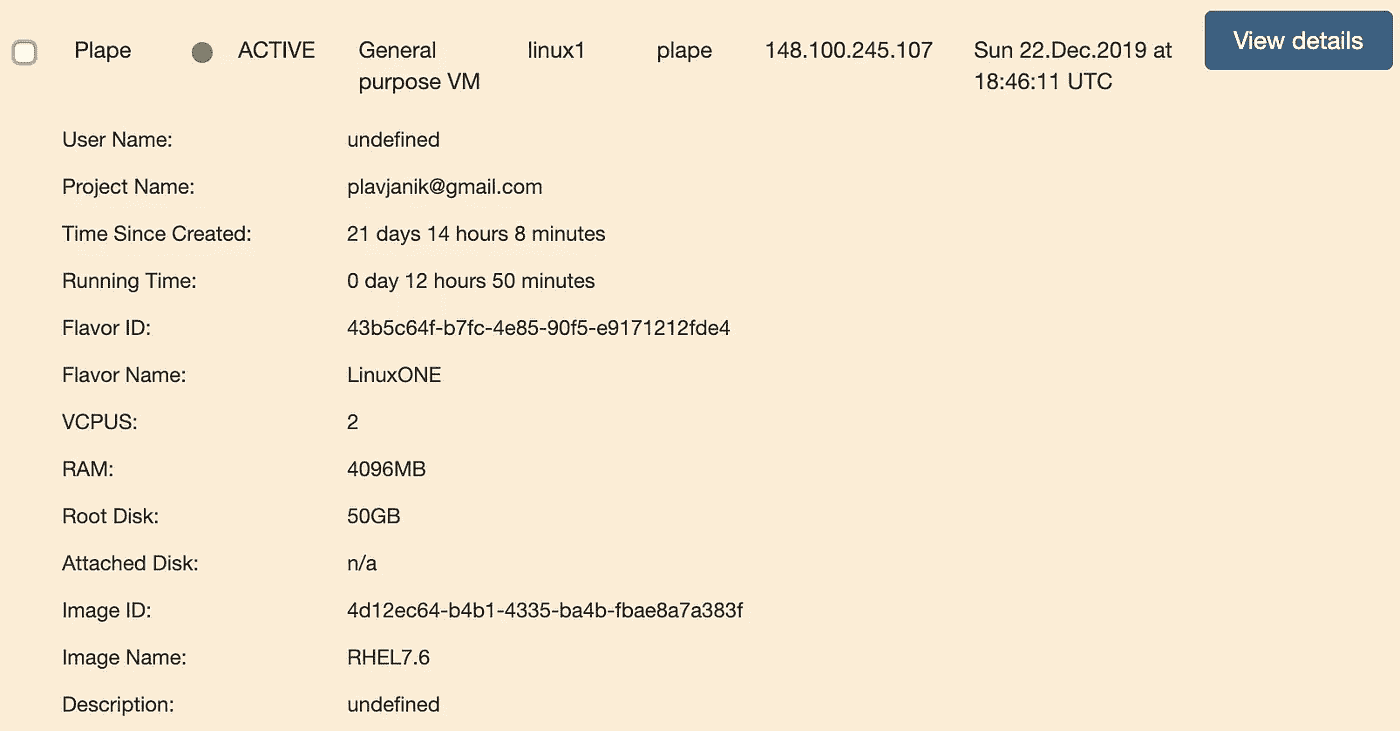 Plape ACTIVE General linux1 plape 148.100.245.107 Sun 22.Dec.2019 at View details
purpose VM 18:46:11 UTC
User Name: undefined
Project Name: plavjanik@gmail.com
Time Since Created: 21 days 14 hours 8 minutes
Running Time: 0 day 12 hours 50 minutes
Flavor ID: 43b5c64f-b7fc-4e85-90f5-e9171212fde4
Flavor Name: LinuxONE
VCPUS: 2
RAM: 4096MB
Root Disk: 50GB
Attached Disk: n/a
Image ID: 4d12ec64-b4b1-4335-ba4b-fbae8a7a383f
Image Name: RHEL7.6
Description: undefined